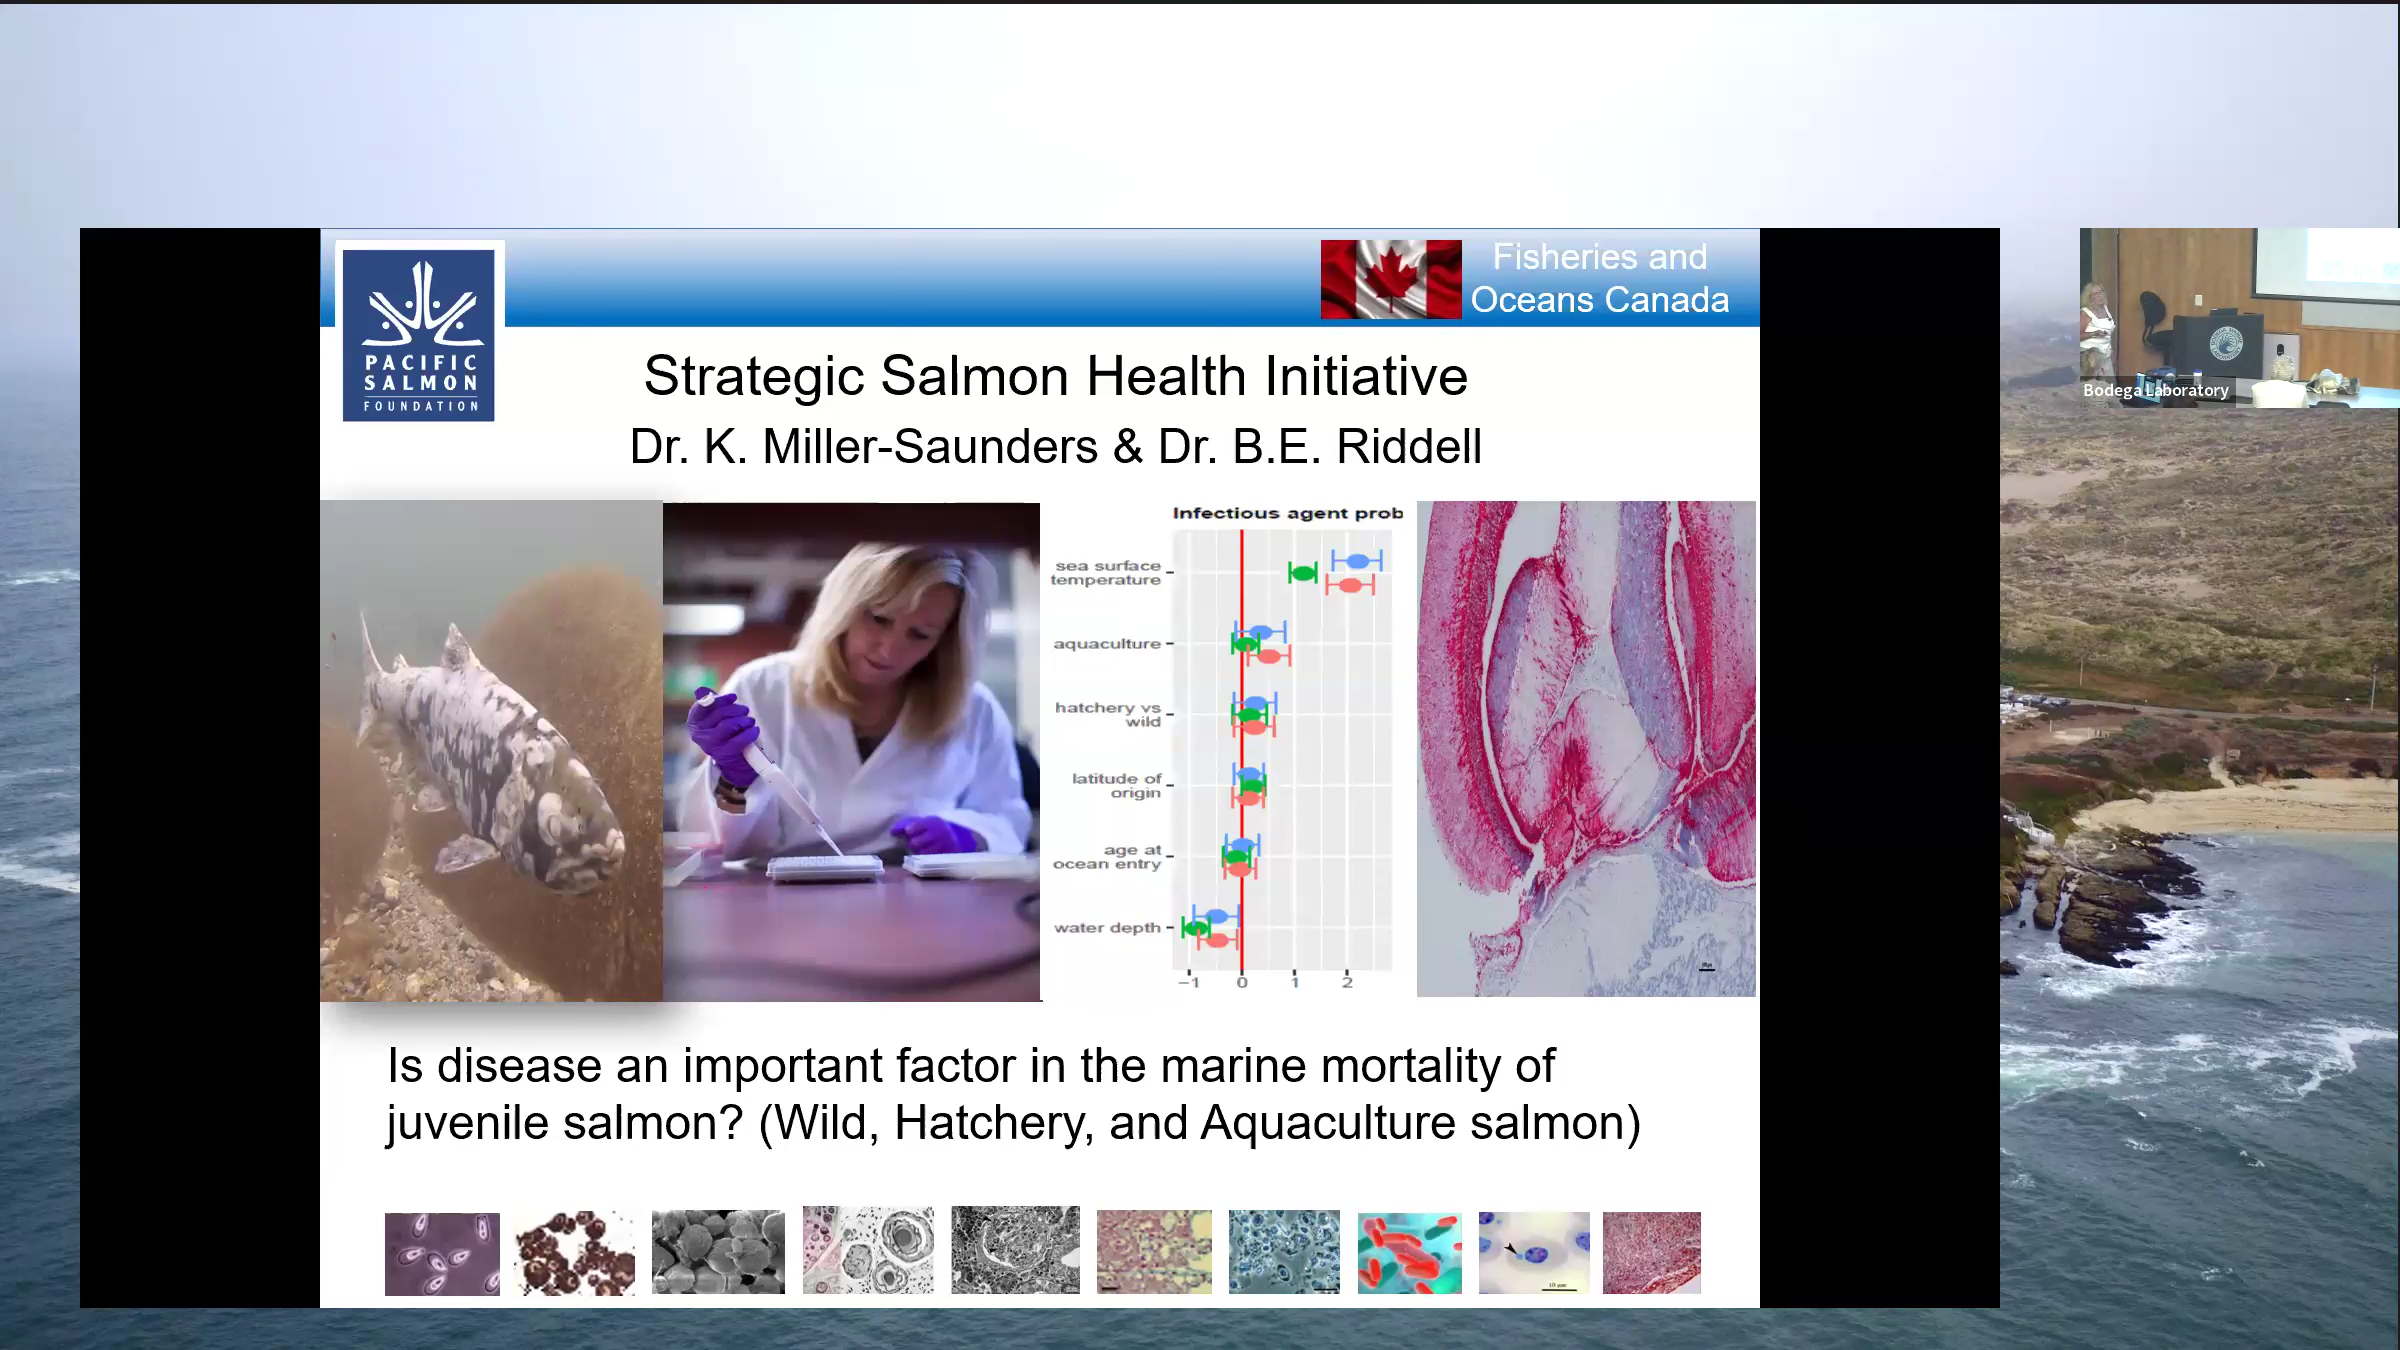 Fisheries and
Oceans Canada
PACIFIC
SALMON
FOUNDATION
Strategic Salmon Health Initiative
Dr. K. Miller-Saunders & Dr. B.E. Riddell
Infectious agent prob
sea surface
temperature
aquaculture
hatchery vs
wild
latitude of
origin
age at
ocean entry
water depth
−1 0 1 2
Is disease an important factor in the marine mortality of
juvenile salmon? (Wild, Hatchery, and Aquaculture salmon)
10 µm
Bodega Laboratory